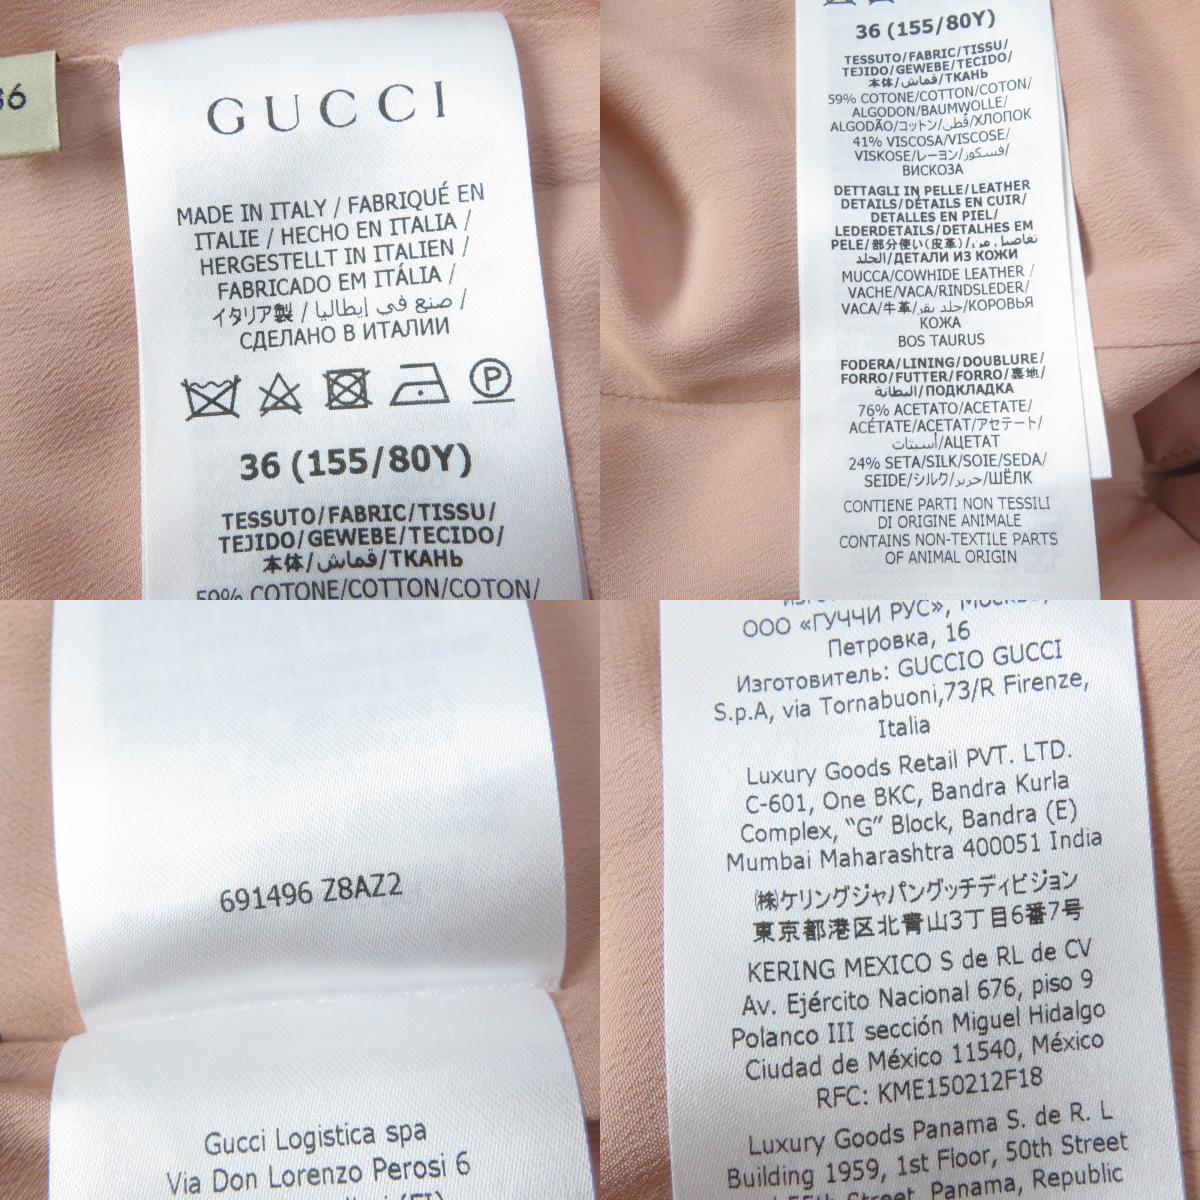 36
GUCCI
MADE IN ITALY / FABRIQUÉ EN
ITALIE / HECHO EN ITALIA /
HERGESTELLT IN ITALIEN /
FABRICADO EM ITÁLIA /
イタリア製 / صنع في إيطاليا /
СДЕЛАНО В ИТАЛИИ
P
36 (155/80Y)
TESSUTO/FABRIC/TISSU/
TEJIDO/GEWEBE/TECIDO/
本体/قماش/ТКАНЬ
59% COTONE/COTTON/COTON/
36 (155/80Y)
TESSUTO/FABRIC/TISSU/
TEJIDO/GEWEBE/TECIDO/
本体/قماش/ТКАНЬ
59% COTONE/COTTON/COTON/
ALGODON/BAUMWOLLE/
ALGODÃO/コットン/قطن/ХЛОПОК
41% VISCOSA/VISCOSE/
VISKOSE/レーヨン/فسكوز/
ВИСКОЗА
DETTAGLI IN PELLE/LEATHER
DETAILS/DÉTAILS EN CUIR/
DETALLES EN PIEL/
LEDERDETAILS/DETALHES EM
PELE/部分使い(皮革)/تفاصيل من
الجلد/ДЕТАЛИ ИЗ КОЖИ
MUCCA/COWHIDE LEATHER /
VACHE/VACA/RINDSLEDER/
VACA/牛革/جلد بقر/КОРОВЬЯ
КОЖА
BOS TAURUS
FODERA/LINING/DOUBLURE/
FORRO/FUTTER/FORRO/裏地/
البطانة/ПОДКЛАДКА
76% ACETATO/ACETATE/
ACÉTATE/ACETAT/アセテート/
أسيتات/АЦЕТАТ
24% SETA/SILK/SOIE/SEDA/
SEIDE/シルク/حرير/ШЁЛК
CONTIENE PARTI NON TESSILI
DI ORIGINE ANIMALE
CONTAINS NON-TEXTILE PARTS
OF ANIMAL ORIGIN
691496 Z8AZ2
Gucci Logistica spa
Via Don Lorenzo Perosi 6
(FI)
ООО «ГУЧЧИ РУС»,
Петровка, 16
Изготовитель: GUCCIO GUCCI
S.p.A, via Tornabuoni,73/R Firenze,
Italia
Luxury Goods Retail PVT. LTD.
C-601, One BKC, Bandra Kurla
Complex, “G” Block, Bandra (E)
Mumbai Maharashtra 400051 India
㈱ケリングジャパングッチディビジョン
東京都港区北青山3丁目6番7号
KERING MEXICO S de RL de CV
Av. Ejército Nacional 676, piso 9
Polanco III sección Miguel Hidalgo
Ciudad de México 11540, México
RFC: KME150212F18
Luxury Goods Panama S. de R. L
Building 1959, 1st Floor, 50th Street
55th Street, Panama, Republic